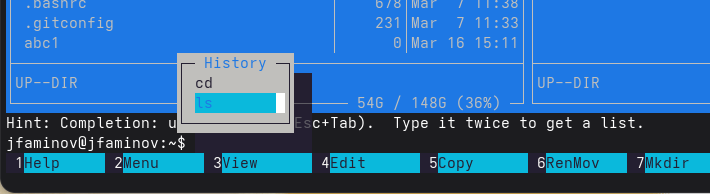 .bashrc 678 Mar 7 11:38
.gitconfig 231 Mar 7 11:33
abc1 0 Mar 16 15:11
History
cd
ls
UP--DIR UP--DIR
54G / 148G (36%)
Hint: Completion: u sc+Tab). Type it twice to get a list.
jfaminov@jfaminov:~$
1Help 2Menu 3View 4Edit 5Copy 6RenMov 7Mkdir